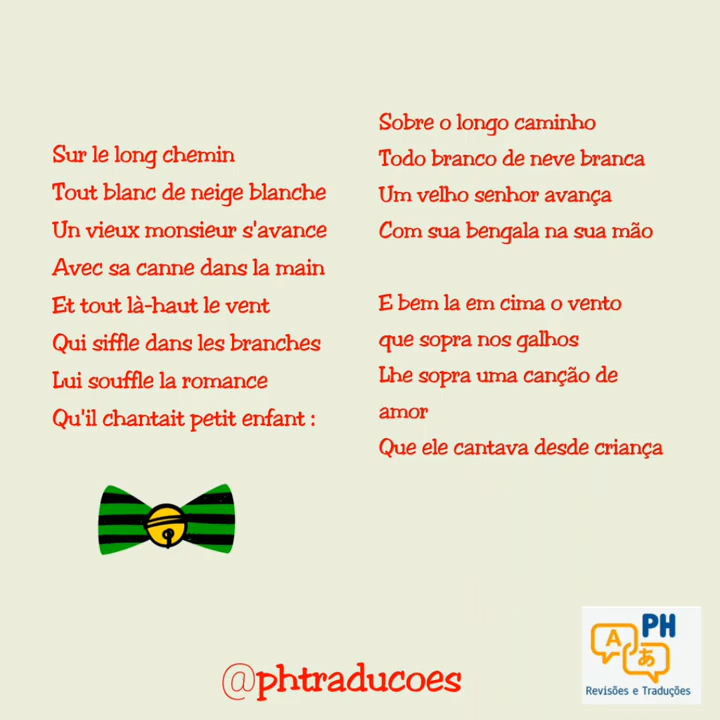 Sur le long chemin
Tout blanc de neige blanche
Un vieux monsieur s'avance
Avec sa canne dans la main
Et tout là-haut le vent
Qui siffle dans les branches
Lui souffle la romance
Qu'il chantait petit enfant :
Sobre o longo caminho
Todo branco de neve branca
Um velho senhor avança
Com sua bengala na sua mão
E bem la em cima o vento
que sopra nos galhos
Lhe sopra uma canção de
amor
Que ele cantava desde criança
@phtraducoes
PH
A
あ
Revisões e Traduções